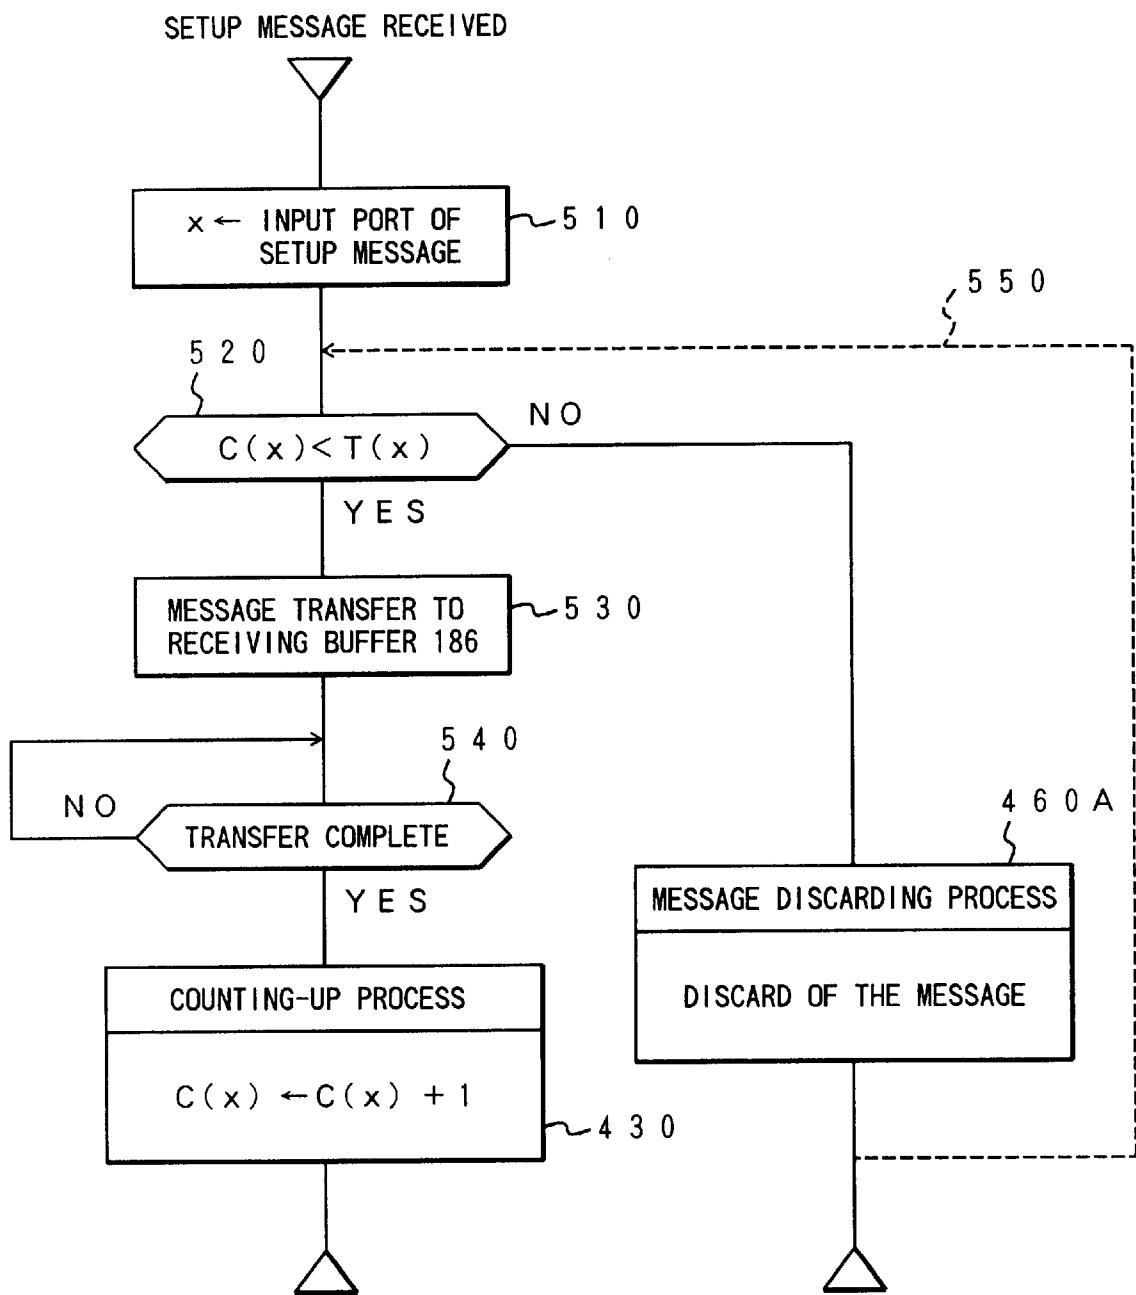 SETUP MESSAGE RECEIVED
x ← INPUT PORT OF
SETUP MESSAGE
510
550
520
C(x)<T(x)
NO
YES
MESSAGE TRANSFER TO
RECEIVING BUFFER 186
530
540
NO
TRANSFER COMPLETE
YES
460A
MESSAGE DISCARDING PROCESS
DISCARD OF THE MESSAGE
COUNTING-UP PROCESS
C(x) ← C(x) + 1
430